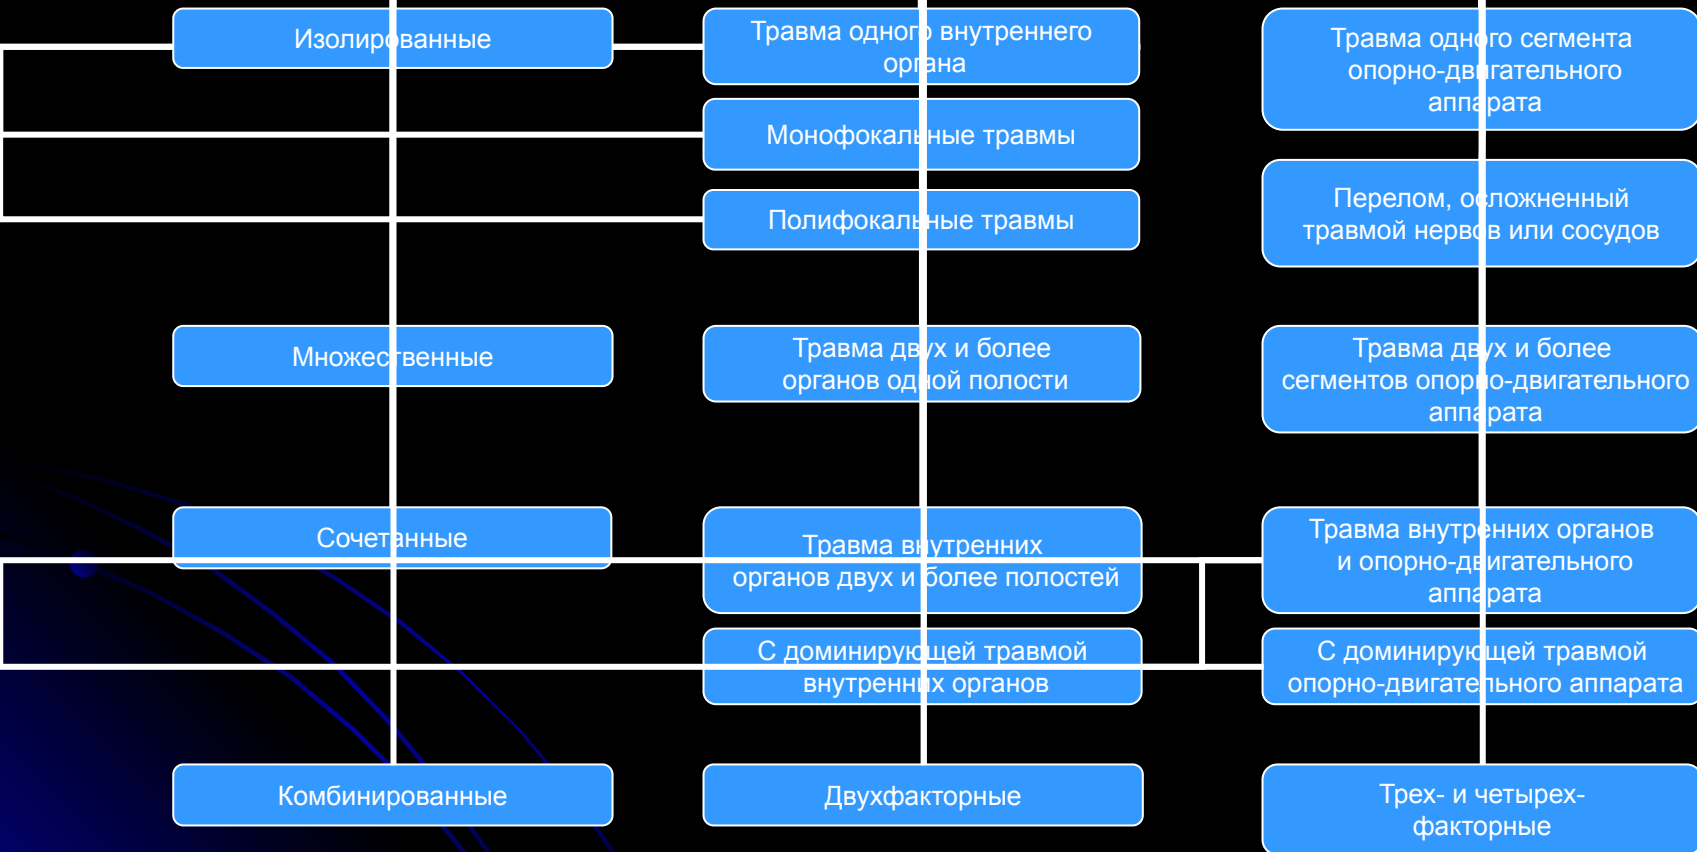 Изолированные
Травма одного внутреннего
органа
Травма одного сегмента
опорно-двигательного
аппарата
Монофокальные травмы
Полифокальные травмы
Перелом, осложненный
травмой нервов или сосудов
Множественные
Травма двух и более
органов одной полости
Травма двух и более
сегментов опорно-двигательного
аппарата
Сочетанные
Травма внутренних
органов двух и более полостей
Травма внутренних органов
и опорно-двигательного
аппарата
С доминирующей травмой
внутренних органов
С доминирующей травмой
опорно-двигательного аппарата
Комбинированные
Двухфакторные
Трех- и четырех-
факторные